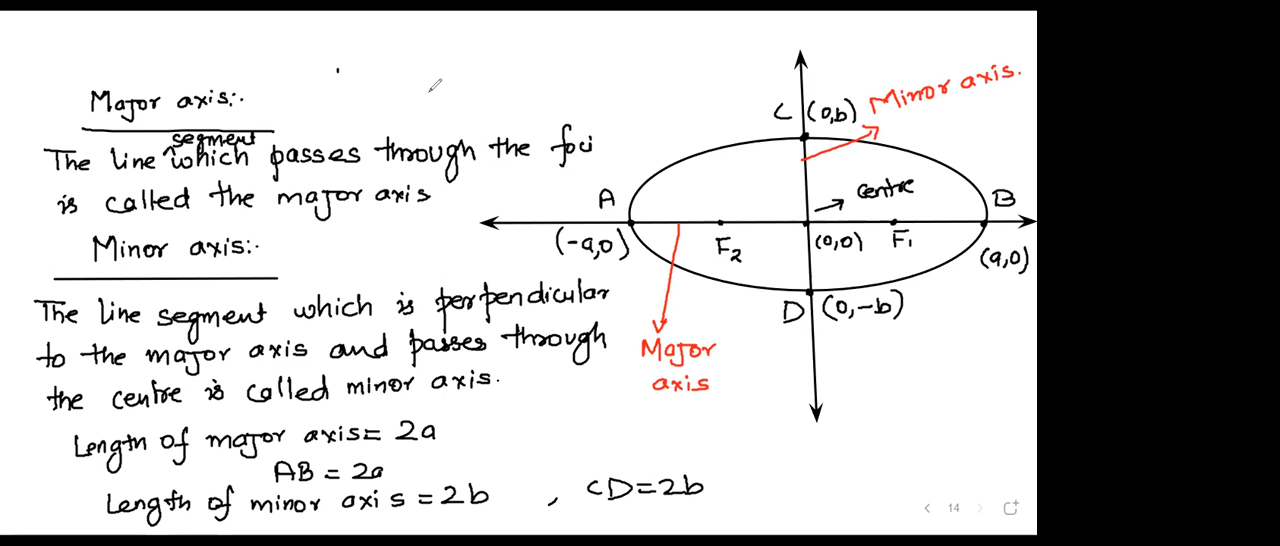 Major axis:-
segment
The line ^ which passes through the foci
is called the major axis
Minor axis:-
The line segment which is perpendicular
to the major axis and passes through
the centre is called minor axis.
Length of major axis = 2a
AB = 2a
Length of minor axis = 2b , CD = 2b
Minor axis.
C (0,b)
centre
A
B
(-a,0)
F2
(0,0)
F1
(a,0)
D (0,-b)
Major
axis
< 14 >